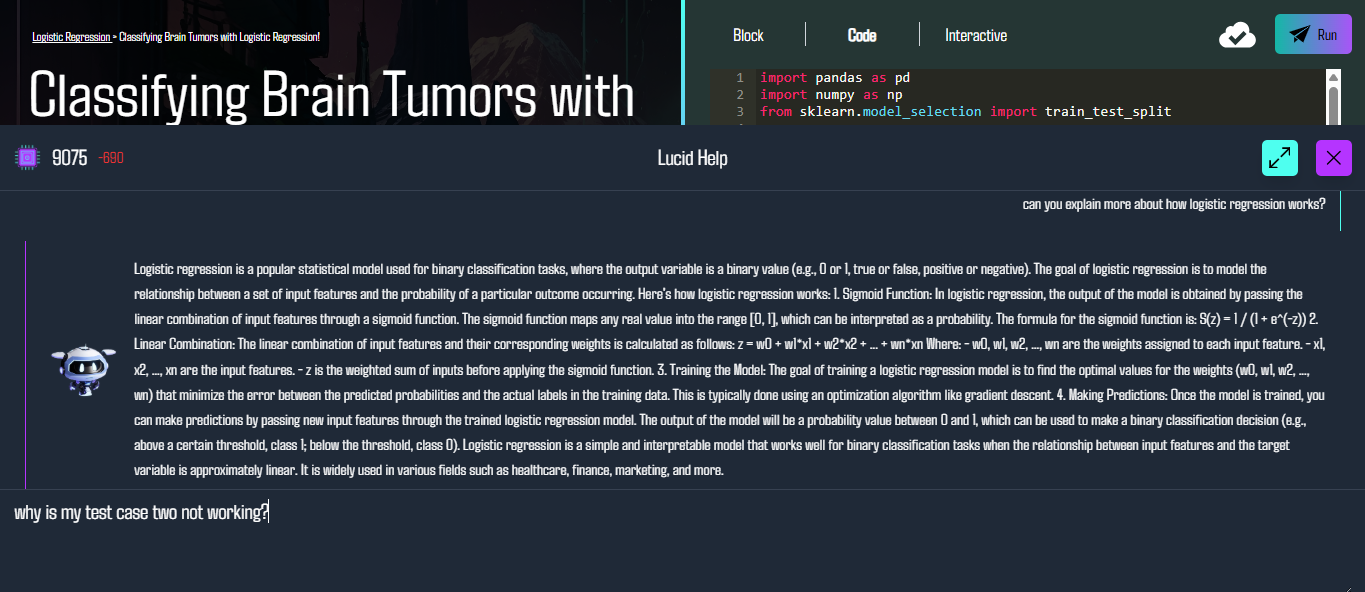 Logistic Regression » Classifying Brain Tumors with Logistic Regression!
Classifying Brain Tumors with
Block
Code
Interactive
Run
1 import pandas as pd
2 import numpy as np
3 from sklearn.model_selection import train_test_split
9075 -690
Lucid Help
can you explain more about how logistic regression works?
Logistic regression is a popular statistical model used for binary classification tasks, where the output variable is a binary value (e.g., 0 or 1, true or false, positive or negative). The goal of logistic regression is to model the
relationship between a set of input features and the probability of a particular outcome occurring. Here's how logistic regression works: 1. Sigmoid Function: In logistic regression, the output of the model is obtained by passing the
linear combination of input features through a sigmoid function. The sigmoid function maps any real value into the range [0, 1], which can be interpreted as a probability. The formula for the sigmoid function is: S(z) = 1 / (1 + e^(-z)) 2.
Linear Combination: The linear combination of input features and their corresponding weights is calculated as follows: z = w0 + w1*x1 + w2*x2 + ... + wn*xn Where: - w0, w1, w2, ..., wn are the weights assigned to each input feature. - x1,
x2, ..., xn are the input features. - z is the weighted sum of inputs before applying the sigmoid function. 3. Training the Model: The goal of training a logistic regression model is to find the optimal values for the weights (w0, w1, w2, ...,
wn) that minimize the error between the predicted probabilities and the actual labels in the training data. This is typically done using an optimization algorithm like gradient descent. 4. Making Predictions: Once the model is trained, you
can make predictions by passing new input features through the trained logistic regression model. The output of the model will be a probability value between 0 and 1, which can be used to make a binary classification decision (e.g.,
above a certain threshold, class 1; below the threshold, class 0). Logistic regression is a simple and interpretable model that works well for binary classification tasks when the relationship between input features and the target
variable is approximately linear. It is widely used in various fields such as healthcare, finance, marketing, and more.
why is my test case two not working?